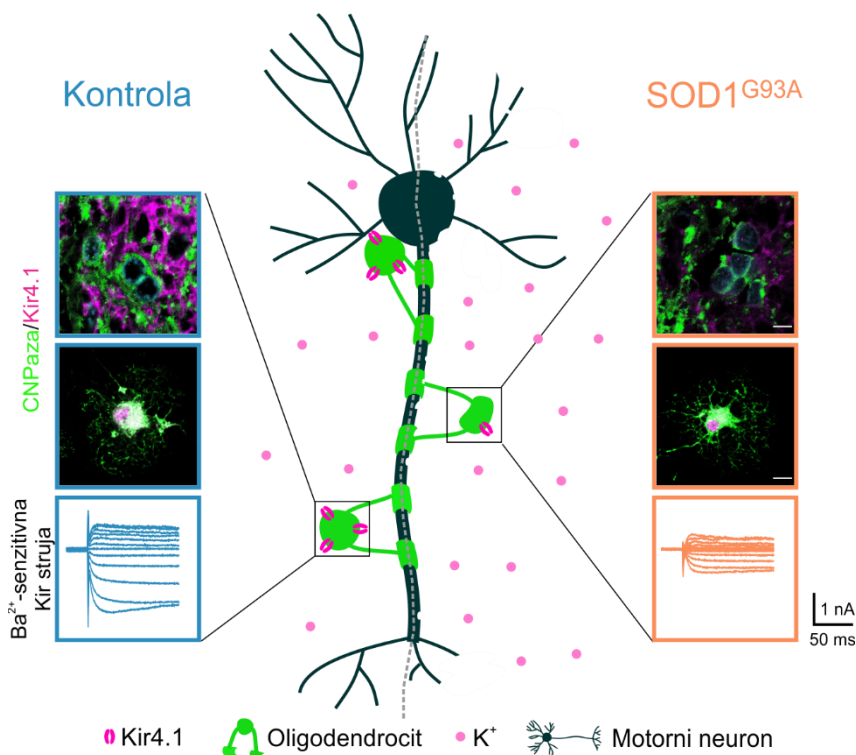 Kontrola
SOD1G93A
CNPaza/Kir4.1
Ba2+-senzitivna
Kir struja
1 nA
50 ms
Kir4.1
Oligodendrocit
K+
Motorni neuron